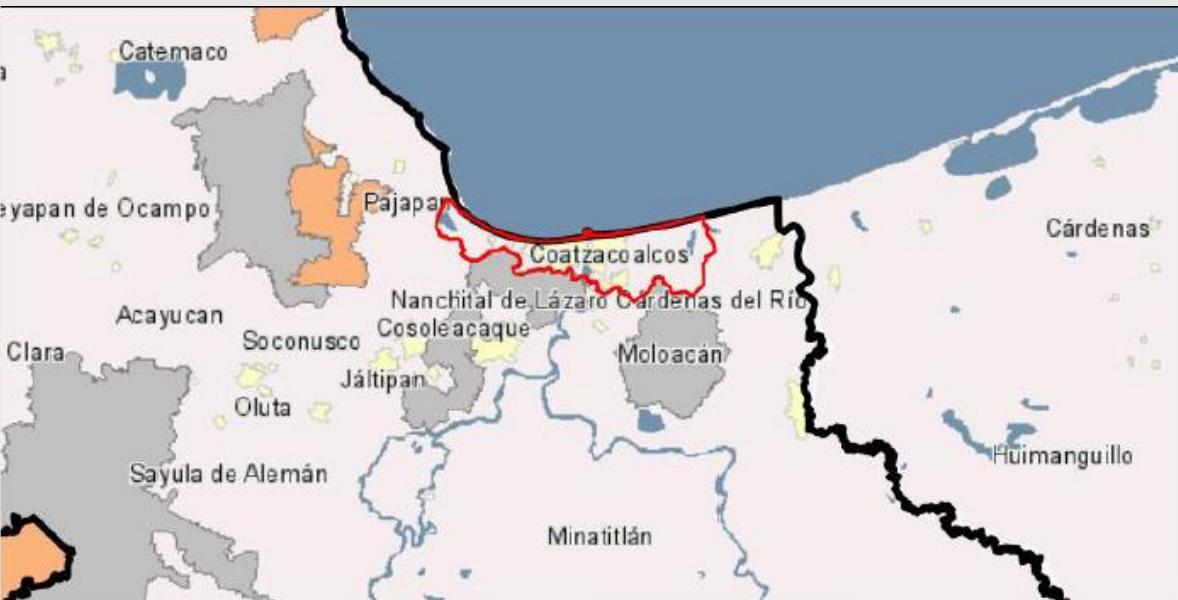 Catemaco
a
eyapan de Ocampo
Pajapan
Cárdenas
Coatzacoalcos
Nanchital de Lázaro Cárdenas del Río
Acayucan
Cosoleacaque
Soconusco
Clara
Moloacán
Jáltipan
Oluta
Huimanguillo
Sayula de Alemán
Minatitlán